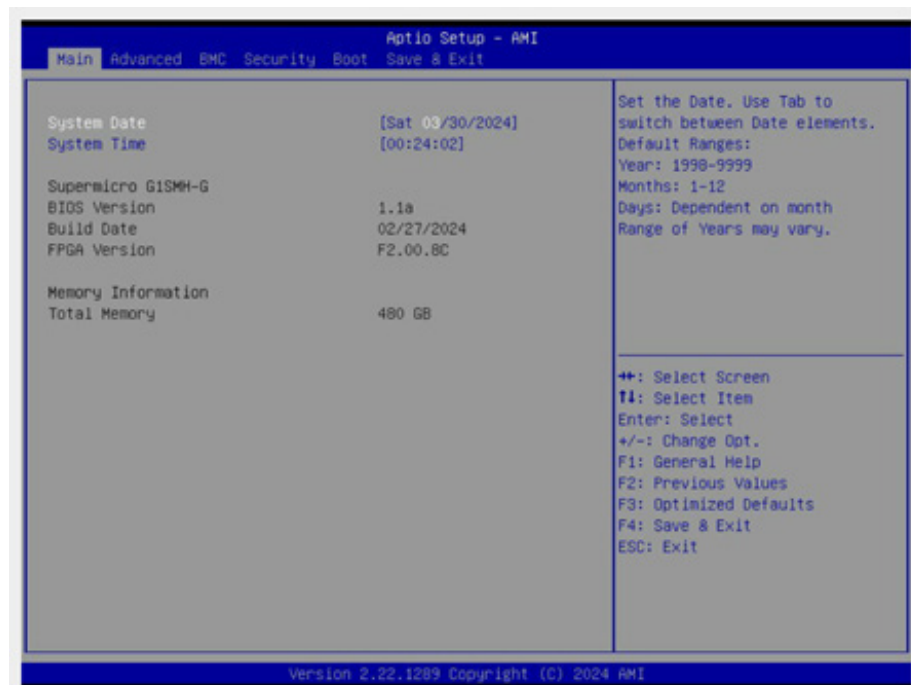 Aptio Setup - AMI
Main Advanced BMC Security Boot Save & Exit
System Date [Sat 03/30/2024]
System Time [00:24:02]
Supermicro G1SMH-G
BIOS Version 1.1a
Build Date 02/27/2024
FPGA Version F2.00.8C
Memory Information
Total Memory 480 GB
Set the Date. Use Tab to
switch between Date elements.
Default Ranges:
Year: 1998-9999
Months: 1-12
Days: Dependent on month
Range of Years may vary.
→←: Select Screen
↑↓: Select Item
Enter: Select
+/-: Change Opt.
F1: General Help
F2: Previous Values
F3: Optimized Defaults
F4: Save & Exit
ESC: Exit
Version 2.22.1289 Copyright (C) 2024 AMI